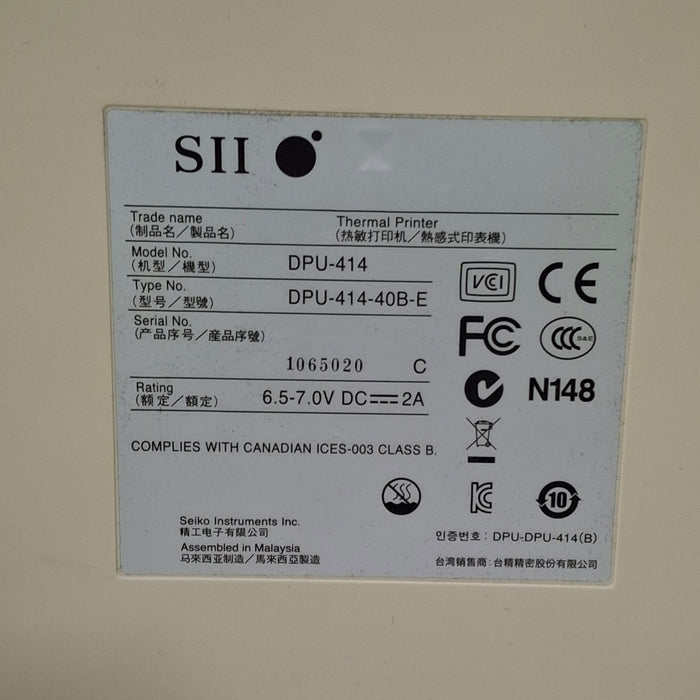 SII
Trade name Thermal Printer
(制品名／製品名) (热敏打印机／熱感式印表機)
Model No.
(机型／機型) DPU-414
Type No.
(型号／型號) DPU-414-40B-E
Serial No.
(产品序号／産品序號)
1065020 C
Rating
(额定／額定) 6.5-7.0V DC⎓2A
VCI CE
FC CCC S&E
N148
COMPLIES WITH CANADIAN ICES-003 CLASS B.
10
Seiko Instruments Inc.
精工电子有限公司
Assembled in Malaysia
马来西亚制造／馬來西亞製造
인증번호: DPU-DPU-414(B)
台湾销售商: 台精精密股份有限公司